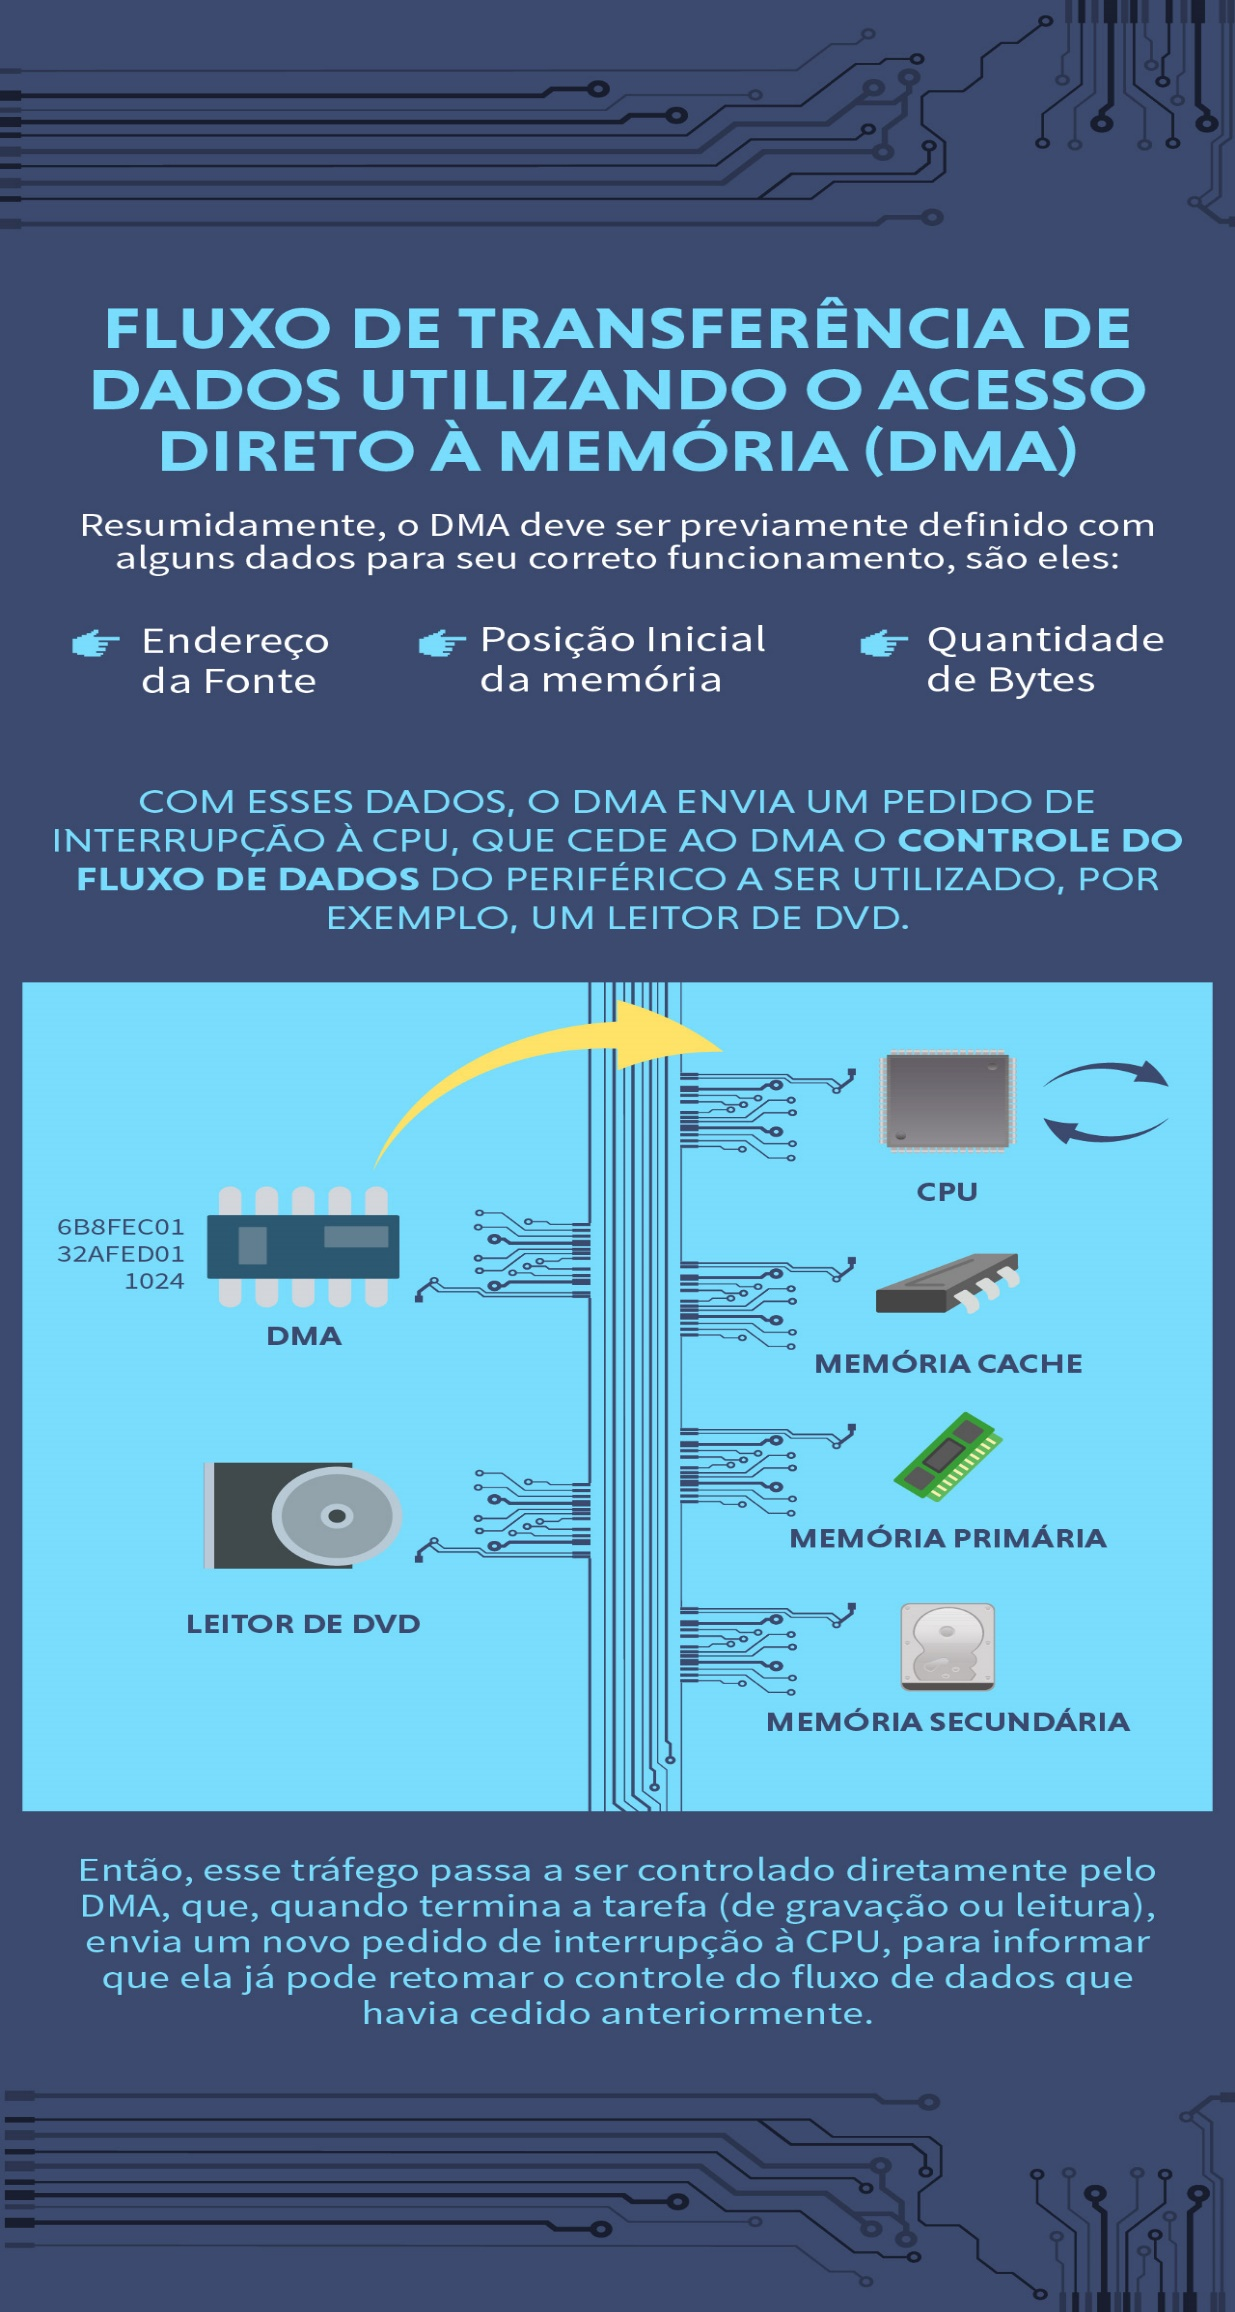 FLUXO DE TRANSFERÊNCIA DE
DADOS UTILIZANDO O ACESSO
DIRETO À MEMÓRIA (DMA)
Resumidamente, o DMA deve ser previamente definido com
alguns dados para seu correto funcionamento, são eles:
Endereço
da Fonte
Posição Inicial
da memória
Quantidade
de Bytes
COM ESSES DADOS, O DMA ENVIA UM PEDIDO DE
INTERRUPÇÃO À CPU, QUE CEDE AO DMA O CONTROLE DO
FLUXO DE DADOS DO PERIFÉRICO A SER UTILIZADO, POR
EXEMPLO, UM LEITOR DE DVD.
6B8FEC01
32AFED01
1024
DMA
LEITOR DE DVD
CPU
MEMÓRIA CACHE
MEMÓRIA PRIMÁRIA
MEMÓRIA SECUNDÁRIA
Então, esse tráfego passa a ser controlado diretamente pelo
DMA, que, quando termina a tarefa (de gravação ou leitura),
envia um novo pedido de interrupção à CPU, para informar
que ela já pode retomar o controle do fluxo de dados que
havia cedido anteriormente.